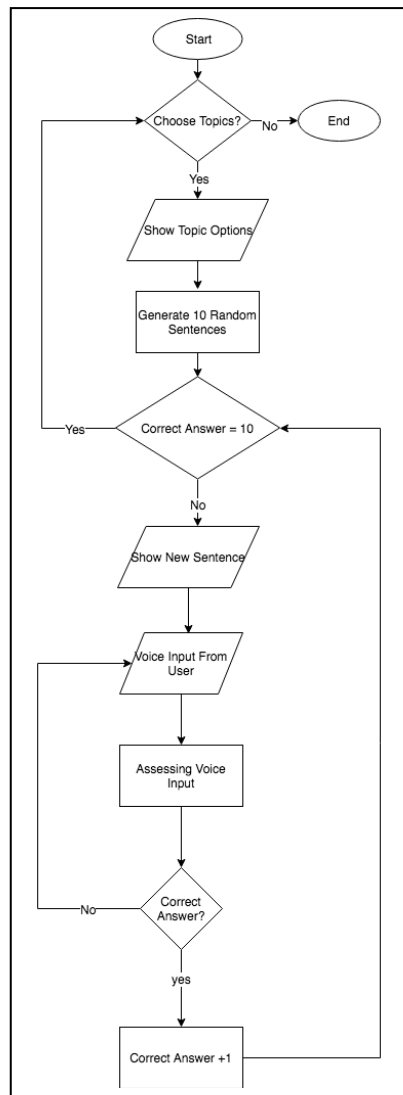 Start
Choose Topics?
No
End
Yes
Show Topic Options
Generate 10 Random
Sentences
Yes
Correct Answer = 10
No
Show New Sentence
Voice Input From
User
Assessing Voice
Input
No
Correct
Answer?
yes
Correct Answer +1